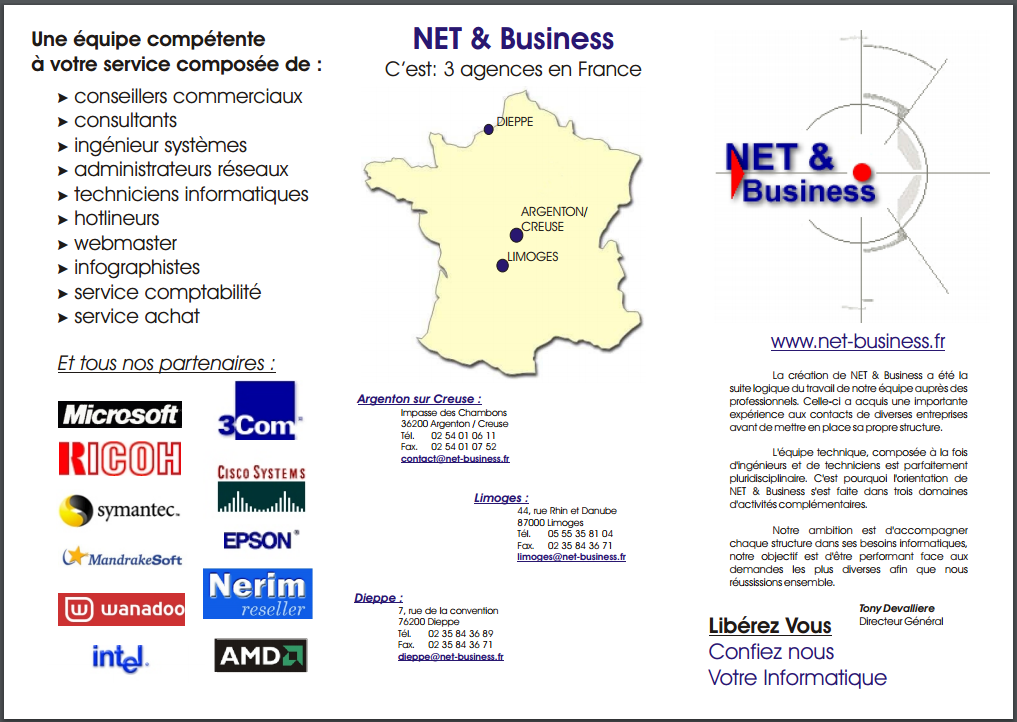 Une équipe compétente
à votre service composée de :
➤ conseillers commerciaux
➤ consultants
➤ ingénieur systèmes
➤ administrateurs réseaux
➤ techniciens informatiques
➤ hotlineurs
➤ webmaster
➤ infographistes
➤ service comptabilité
➤ service achat
Et tous nos partenaires :
Microsoft
3Com
RICOH
CISCO SYSTEMS
symantec.
EPSON
MandrakeSoft
Nerim
reseller
wanadoo
intel
AMD
NET & Business
C'est: 3 agences en France
DIEPPE
ARGENTON/
CREUSE
LIMOGES
Argenton sur Creuse :
Impasse des Chambons
36200 Argenton / Creuse
Tél. 02 54 01 06 11
Fax. 02 54 01 07 52
contact@net-business.fr
Limoges :
44, rue Rhin et Danube
87000 Limoges
Tél. 05 55 35 81 04
Fax. 02 35 84 36 71
limoges@net-business.fr
Dieppe :
7, rue de la convention
76200 Dieppe
Tél. 02 35 84 36 89
Fax. 02 35 84 36 71
dieppe@net-business.fr
NET &
Business
www.net-business.fr
La création de NET & Business a été la
suite logique du travail de notre équipe auprès des
professionnels. Celle-ci a acquis une importante
expérience aux contacts de diverses entreprises
avant de mettre en place sa propre structure.
L'équipe technique, composée à la fois
d'ingénieurs et de techniciens est parfaitement
pluridisciplinaire. C'est pourquoi l'orientation de
NET & Business s'est faite dans trois domaines
d'activités complémentaires.
Notre ambition est d'accompagner
chaque structure dans ses besoins informatiques,
notre objectif est d'être performant face aux
demandes les plus diverses afin que nous
réussissions ensemble.
Tony Devalliere
Directeur Général
Libérez Vous
Confiez nous
Votre Informatique